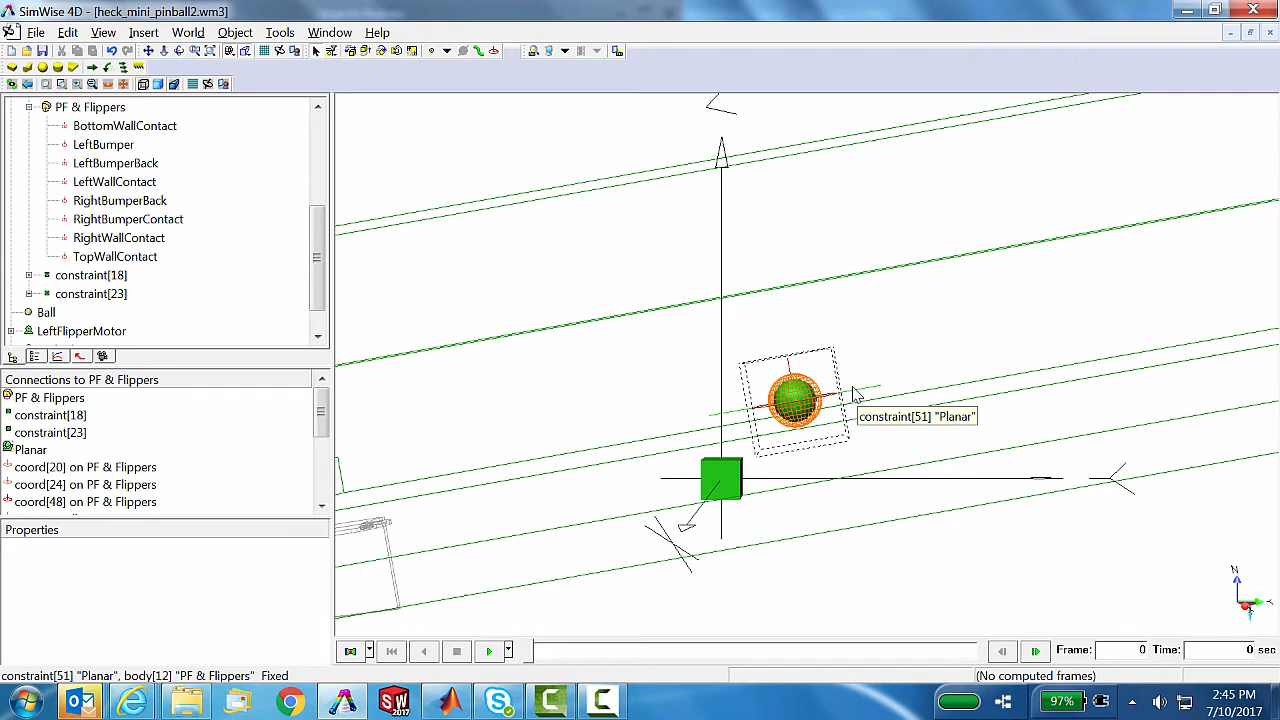 SimWise 4D - [heck_mini_pinball2.wm3]
File Edit View Insert World Object Tools Window Help
PF & Flippers
BottomWallContact
LeftBumper
LeftBumperBack
LeftWallContact
RightBumperBack
RightBumperContact
RightWallContact
TopWallContact
constraint[18]
constraint[23]
Ball
LeftFlipperMotor
Connections to PF & Flippers
PF & Flippers
constraint[18]
constraint[23]
Planar
coord[20] on PF & Flippers
coord[24] on PF & Flippers
coord[48] on PF & Flippers
Properties
constraint[51] "Planar"
Frame: 0 Time: 0 sec
constraint[51] "Planar", body[12] "PF & Flippers" Fixed
(No computed frames)
SW
2017
97%
2:45 PM
7/10/2017